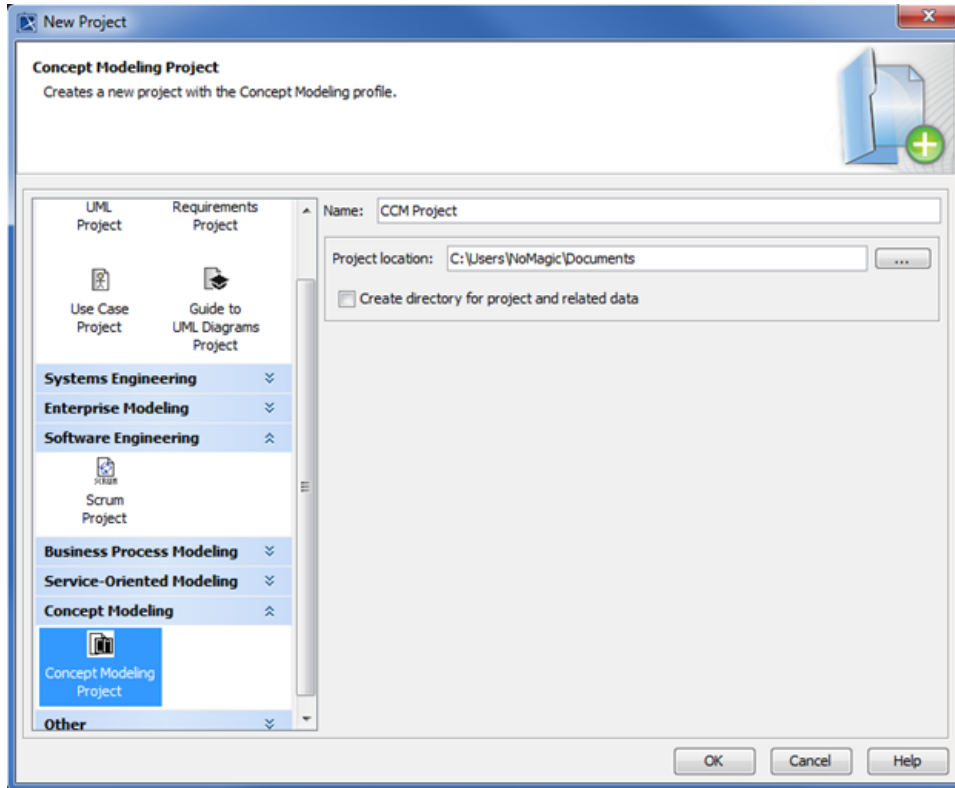 New Project
Concept Modeling Project
Creates a new project with the Concept Modeling profile.
UML
Project
Requirements
Project
Use Case
Project
Guide to
UML Diagrams
Project
Systems Engineering
Enterprise Modeling
Software Engineering
SCRUM
Scrum
Project
Business Process Modeling
Service-Oriented Modeling
Concept Modeling
Concept Modeling
Project
Other
Name: CCM Project
Project location: C:\Users\NoMagic\Documents
...
Create directory for project and related data
OK
Cancel
Help